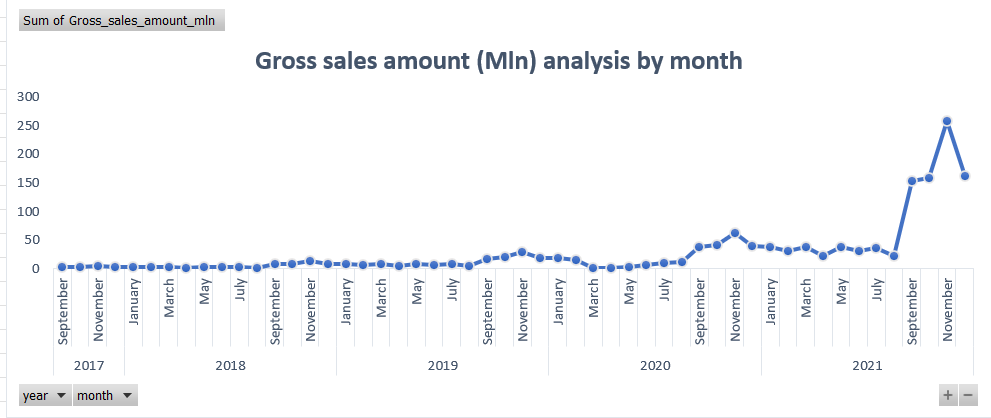 Sum of Gross_sales_amount_mln
Gross sales amount (Mln) analysis by month
300
250
200
150
100
50
0
September
November
January
March
May
July
September
November
January
March
May
July
September
November
January
March
May
July
September
November
January
March
May
July
September
November
2017 2018 2019 2020 2021
year month + −